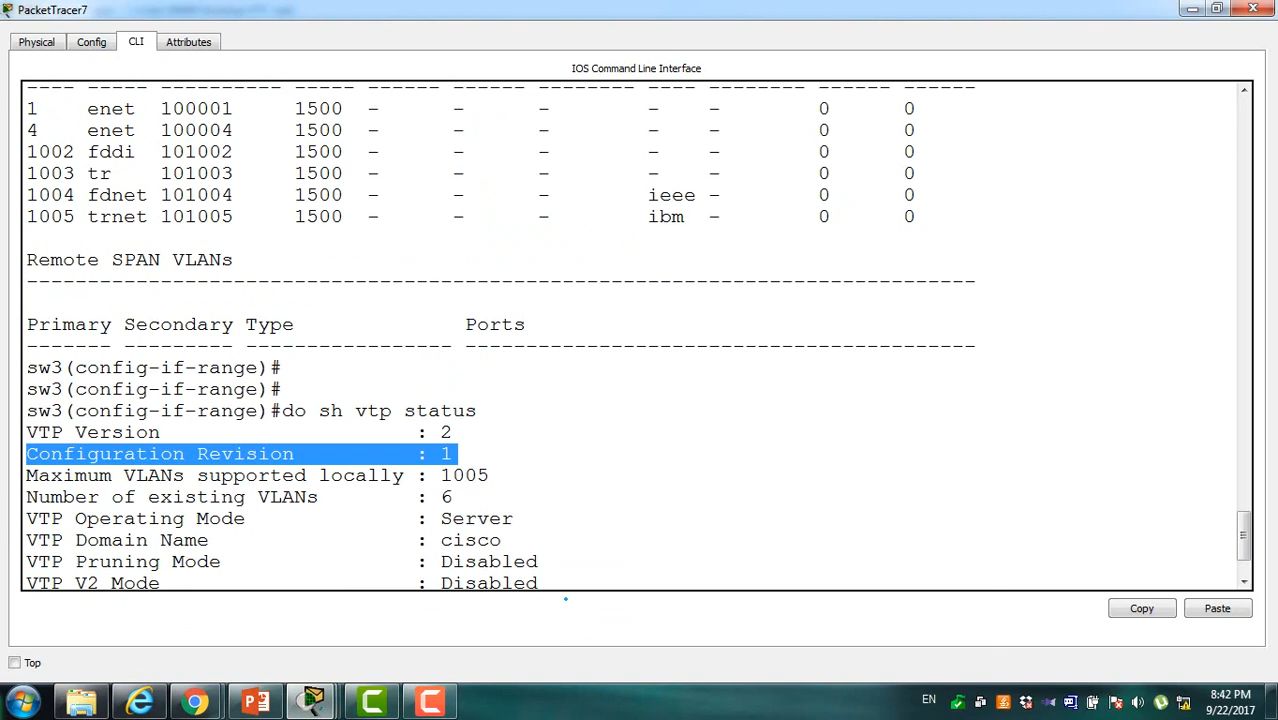 PacketTracer7
Physical Config CLI Attributes
IOS Command Line Interface
---- ----- ---------- ----- ------ ------ -------- ---- -------- ------ ------
1    enet  100001     1500  -      -      -        -    -        0      0
4    enet  100004     1500  -      -      -        -    -        0      0
1002 fddi  101002     1500  -      -      -        -    -        0      0
1003 tr    101003     1500  -      -      -        -    -        0      0
1004 fdnet 101004     1500  -      -      -        ieee -        0      0
1005 trnet 101005     1500  -      -      -        ibm  -        0      0
Remote SPAN VLANs
------------------------------------------------------------------------------
Primary Secondary Type              Ports
------- --------- ----------------- ------------------------------------------
sw3(config-if-range)#
sw3(config-if-range)#
sw3(config-if-range)#do sh vtp status
VTP Version                     : 2
Configuration Revision          : 1
Maximum VLANs supported locally : 1005
Number of existing VLANs        : 6
VTP Operating Mode              : Server
VTP Domain Name                 : cisco
VTP Pruning Mode                : Disabled
VTP V2 Mode                     : Disabled
Copy Paste
Top
EN
8:42 PM
9/22/2017